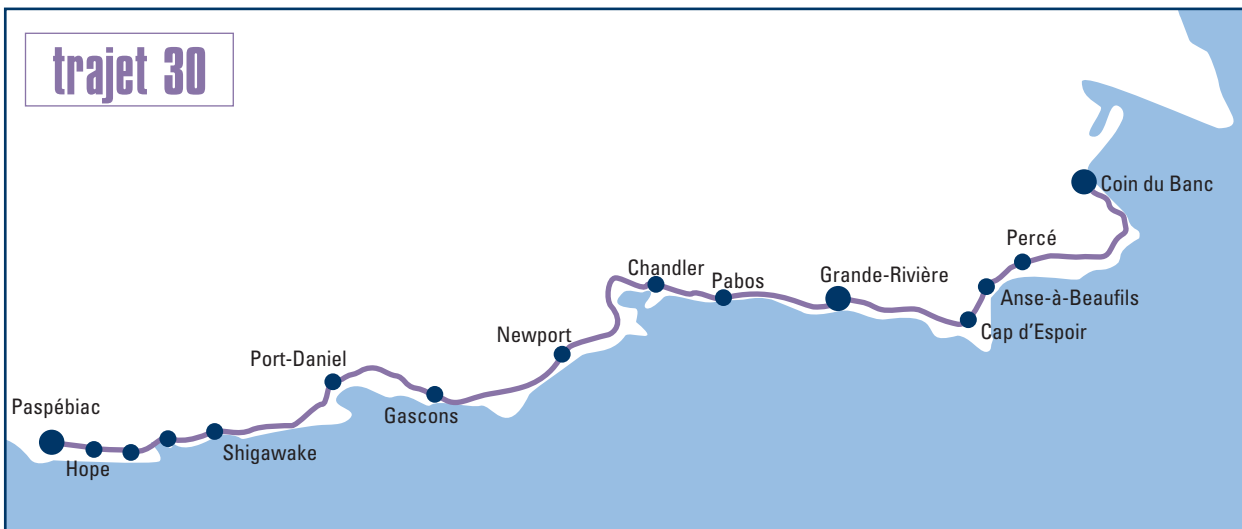 trajet 30
Coin du Banc
Percé
Grande-Rivière
Chandler
Pabos
Anse-à-Beaufils
Cap d’Espoir
Newport
Port-Daniel
Gascons
Paspébiac
Shigawake
Hope